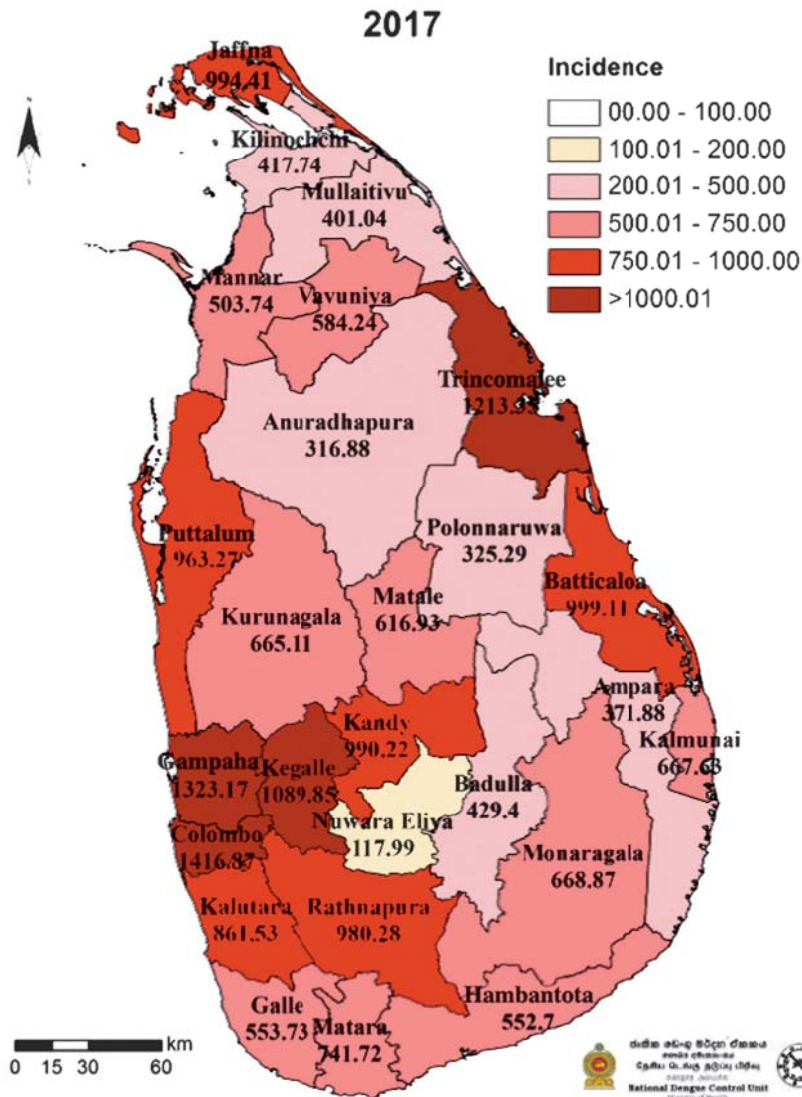 2017
Jaffna
994.41
Incidence
00.00 - 100.00
100.01 - 200.00
200.01 - 500.00
500.01 - 750.00
750.01 - 1000.00
>1000.01
N
Kilinochchi
417.74
Mullaitivu
401.04
Mannar
503.74
Vavuniya
584.24
Trincomalee
Anuradhapura
316.88
Puttalum
963.27
Polonnaruwa
325.29
Batticaloa
999.11
Matale
616.93
Kurunagala
665.11
Ampara
371.88
Kandy
990.22
Kalmunai
667.63
Gampaha
1323.17
Kegalle
1089.85
Badulla
429.4
Nuwara Eliya
117.99
Colombo
1416.87
Monaragala
668.87
Kalutara
861.53
Rathnapura
980.28
Hambantota
552.7
Galle
553.73
Matara
741.72
km
0 15 30 60
National Dengue Control Unit